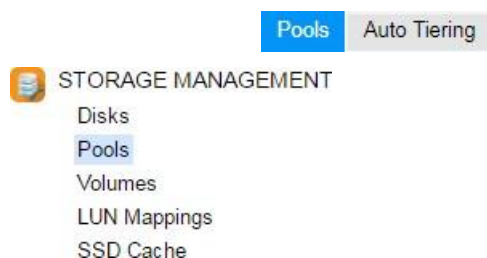 Pools Auto Tiering
STORAGE MANAGEMENT
Disks
Pools
Volumes
LUN Mappings
SSD Cache